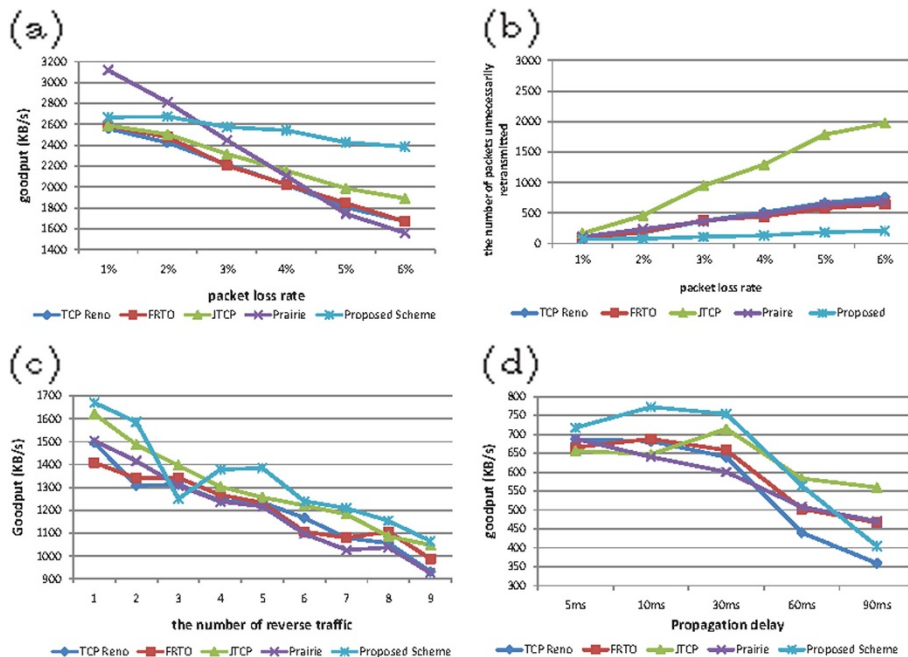 (a)
3200
3000
2800
2600
2400
2200
2000
1800
1600
1400
goodput (KB/s)
1% 2% 3% 4% 5% 6%
packet loss rate
TCP Reno FRTO JTCP Prairie Proposed Scheme
(b)
3000
2500
2000
1500
1000
500
0
the number of packets unnecessarily
retransmitted
1% 2% 3% 4% 5% 6%
packet loss rate
TCP Reno FRTO JTCP Prairie Proposed
(c)
1700
1600
1500
1400
1300
1200
1100
1000
900
Goodput (KB/s)
1 2 3 4 5 6 7 8 9
the number of reverse traffic
TCP Reno FRTO JTCP Prairie Proposed Scheme
(d)
800
750
700
650
600
550
500
450
400
350
300
goodput (KB/s)
5ms 10ms 30ms 60ms 90ms
Propagation delay
TCP Reno FRTO JTCP Prairie Proposed Scheme